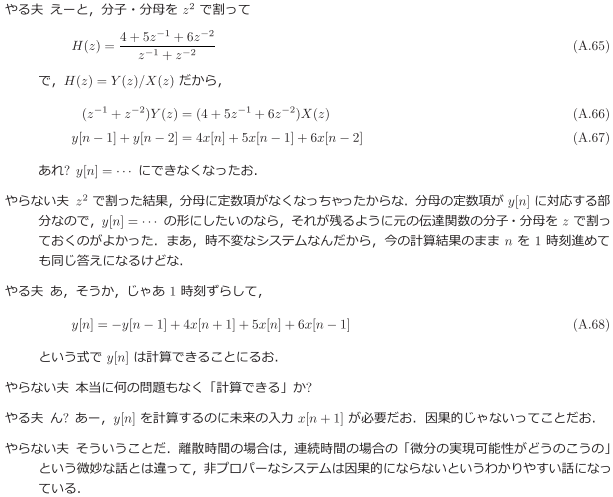 やる夫 えーと，分子・分母を z² で割って
H(z) = (4 + 5z⁻¹ + 6z⁻²)/(z⁻¹ + z⁻²) (A.65)
で，H(z) = Y(z)/X(z) だから，
(z⁻¹ + z⁻²)Y(z) = (4 + 5z⁻¹ + 6z⁻²)X(z) (A.66)
y[n − 1] + y[n − 2] = 4x[n] + 5x[n − 1] + 6x[n − 2] (A.67)
あれ? y[n] = ··· にできなくなったお．
やらない夫 z² で割った結果，分母に定数項がなくなっちゃったからな．分母の定数項が y[n] に対応する部
分なので，y[n] = ··· の形にしたいのなら，それが残るように元の伝達関数の分子・分母を z で割っ
ておくのがよかった．まあ，時不変なシステムなんだから，今の計算結果のまま n を 1 時刻進めて
も同じ答えになるけどな．
やる夫 あ，そうか，じゃあ 1 時刻ずらして，
y[n] = −y[n − 1] + 4x[n + 1] + 5x[n] + 6x[n − 1] (A.68)
という式で y[n] は計算できることにるお．
やらない夫 本当に何の問題もなく「計算できる」か?
やる夫 ん? あー，y[n] を計算するのに未来の入力 x[n + 1] が必要だお．因果的じゃないってことだお．
やらない夫 そういうことだ．離散時間の場合は，連続時間の場合の「微分の実現可能性がどうのこうの」
という微妙な話とは違って，非プロパーなシステムは因果的にならないというわかりやすい話になっ
ている．